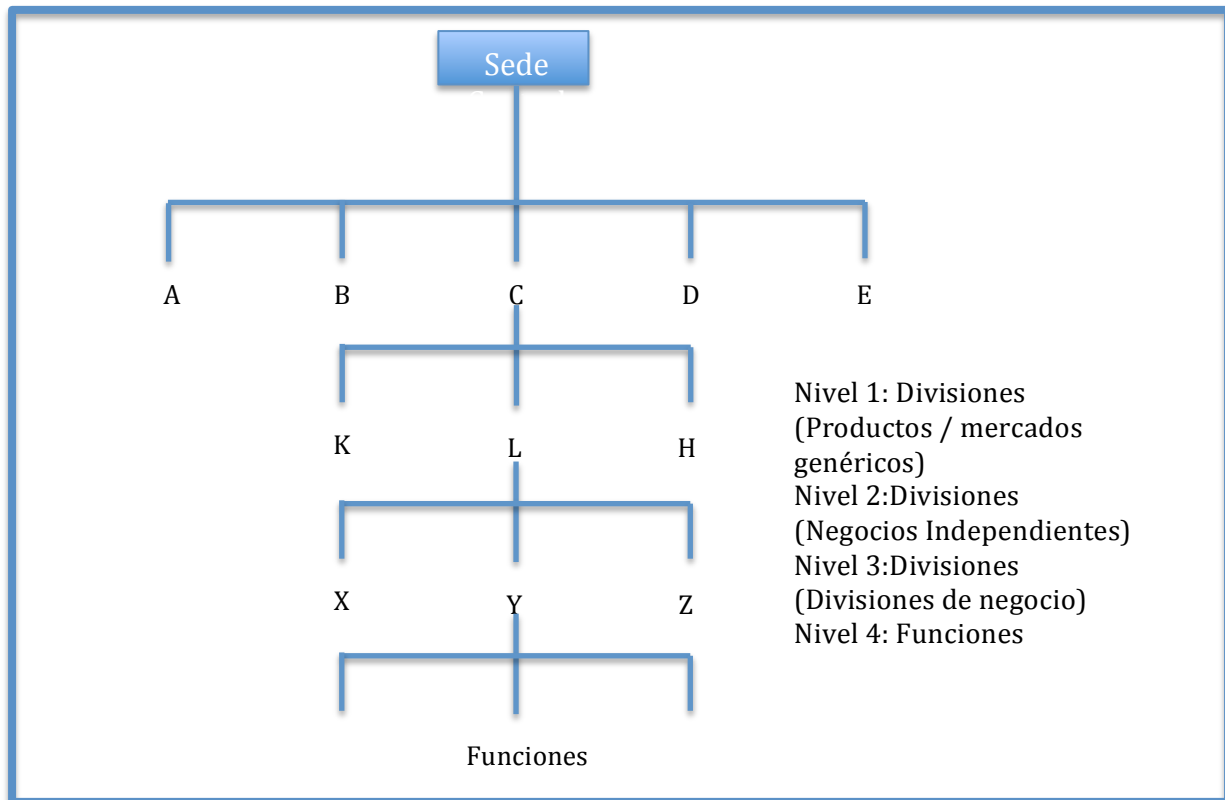 Sede
A B C D E
K L H
Nivel 1: Divisiones
(Productos / mercados
genéricos)
Nivel 2:Divisiones
(Negocios Independientes)
Nivel 3:Divisiones
(Divisiones de negocio)
Nivel 4: Funciones
X Y Z
Funciones